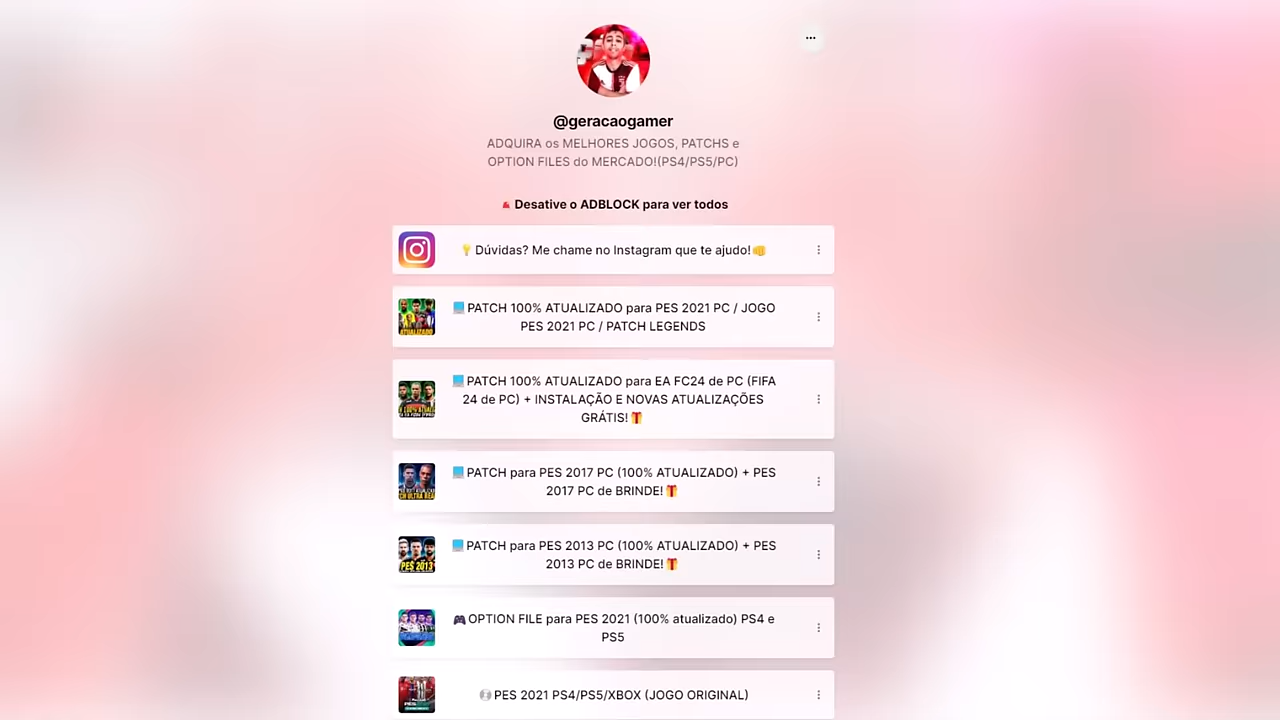 @geracaogamer
ADQUIRA os MELHORES JOGOS, PATCHS e
OPTION FILES do MERCADO!(PS4/PS5/PC)
Desative o ADBLOCK para ver todos
Dúvidas? Me chame no Instagram que te ajudo!
PATCH 100% ATUALIZADO para PES 2021 PC / JOGO
PES 2021 PC / PATCH LEGENDS
ATUALIZADO
PATCH 100% ATUALIZADO para EA FC24 de PC (FIFA
24 de PC) + INSTALAÇÃO E NOVAS ATUALIZAÇÕES
GRÁTIS!
PATCH para PES 2017 PC (100% ATUALIZADO) + PES
2017 PC de BRINDE!
PATCH para PES 2013 PC (100% ATUALIZADO) + PES
2013 PC de BRINDE!
PES 2013
OPTION FILE para PES 2021 (100% atualizado) PS4 e
PS5
PES 2021 PS4/PS5/XBOX (JOGO ORIGINAL)